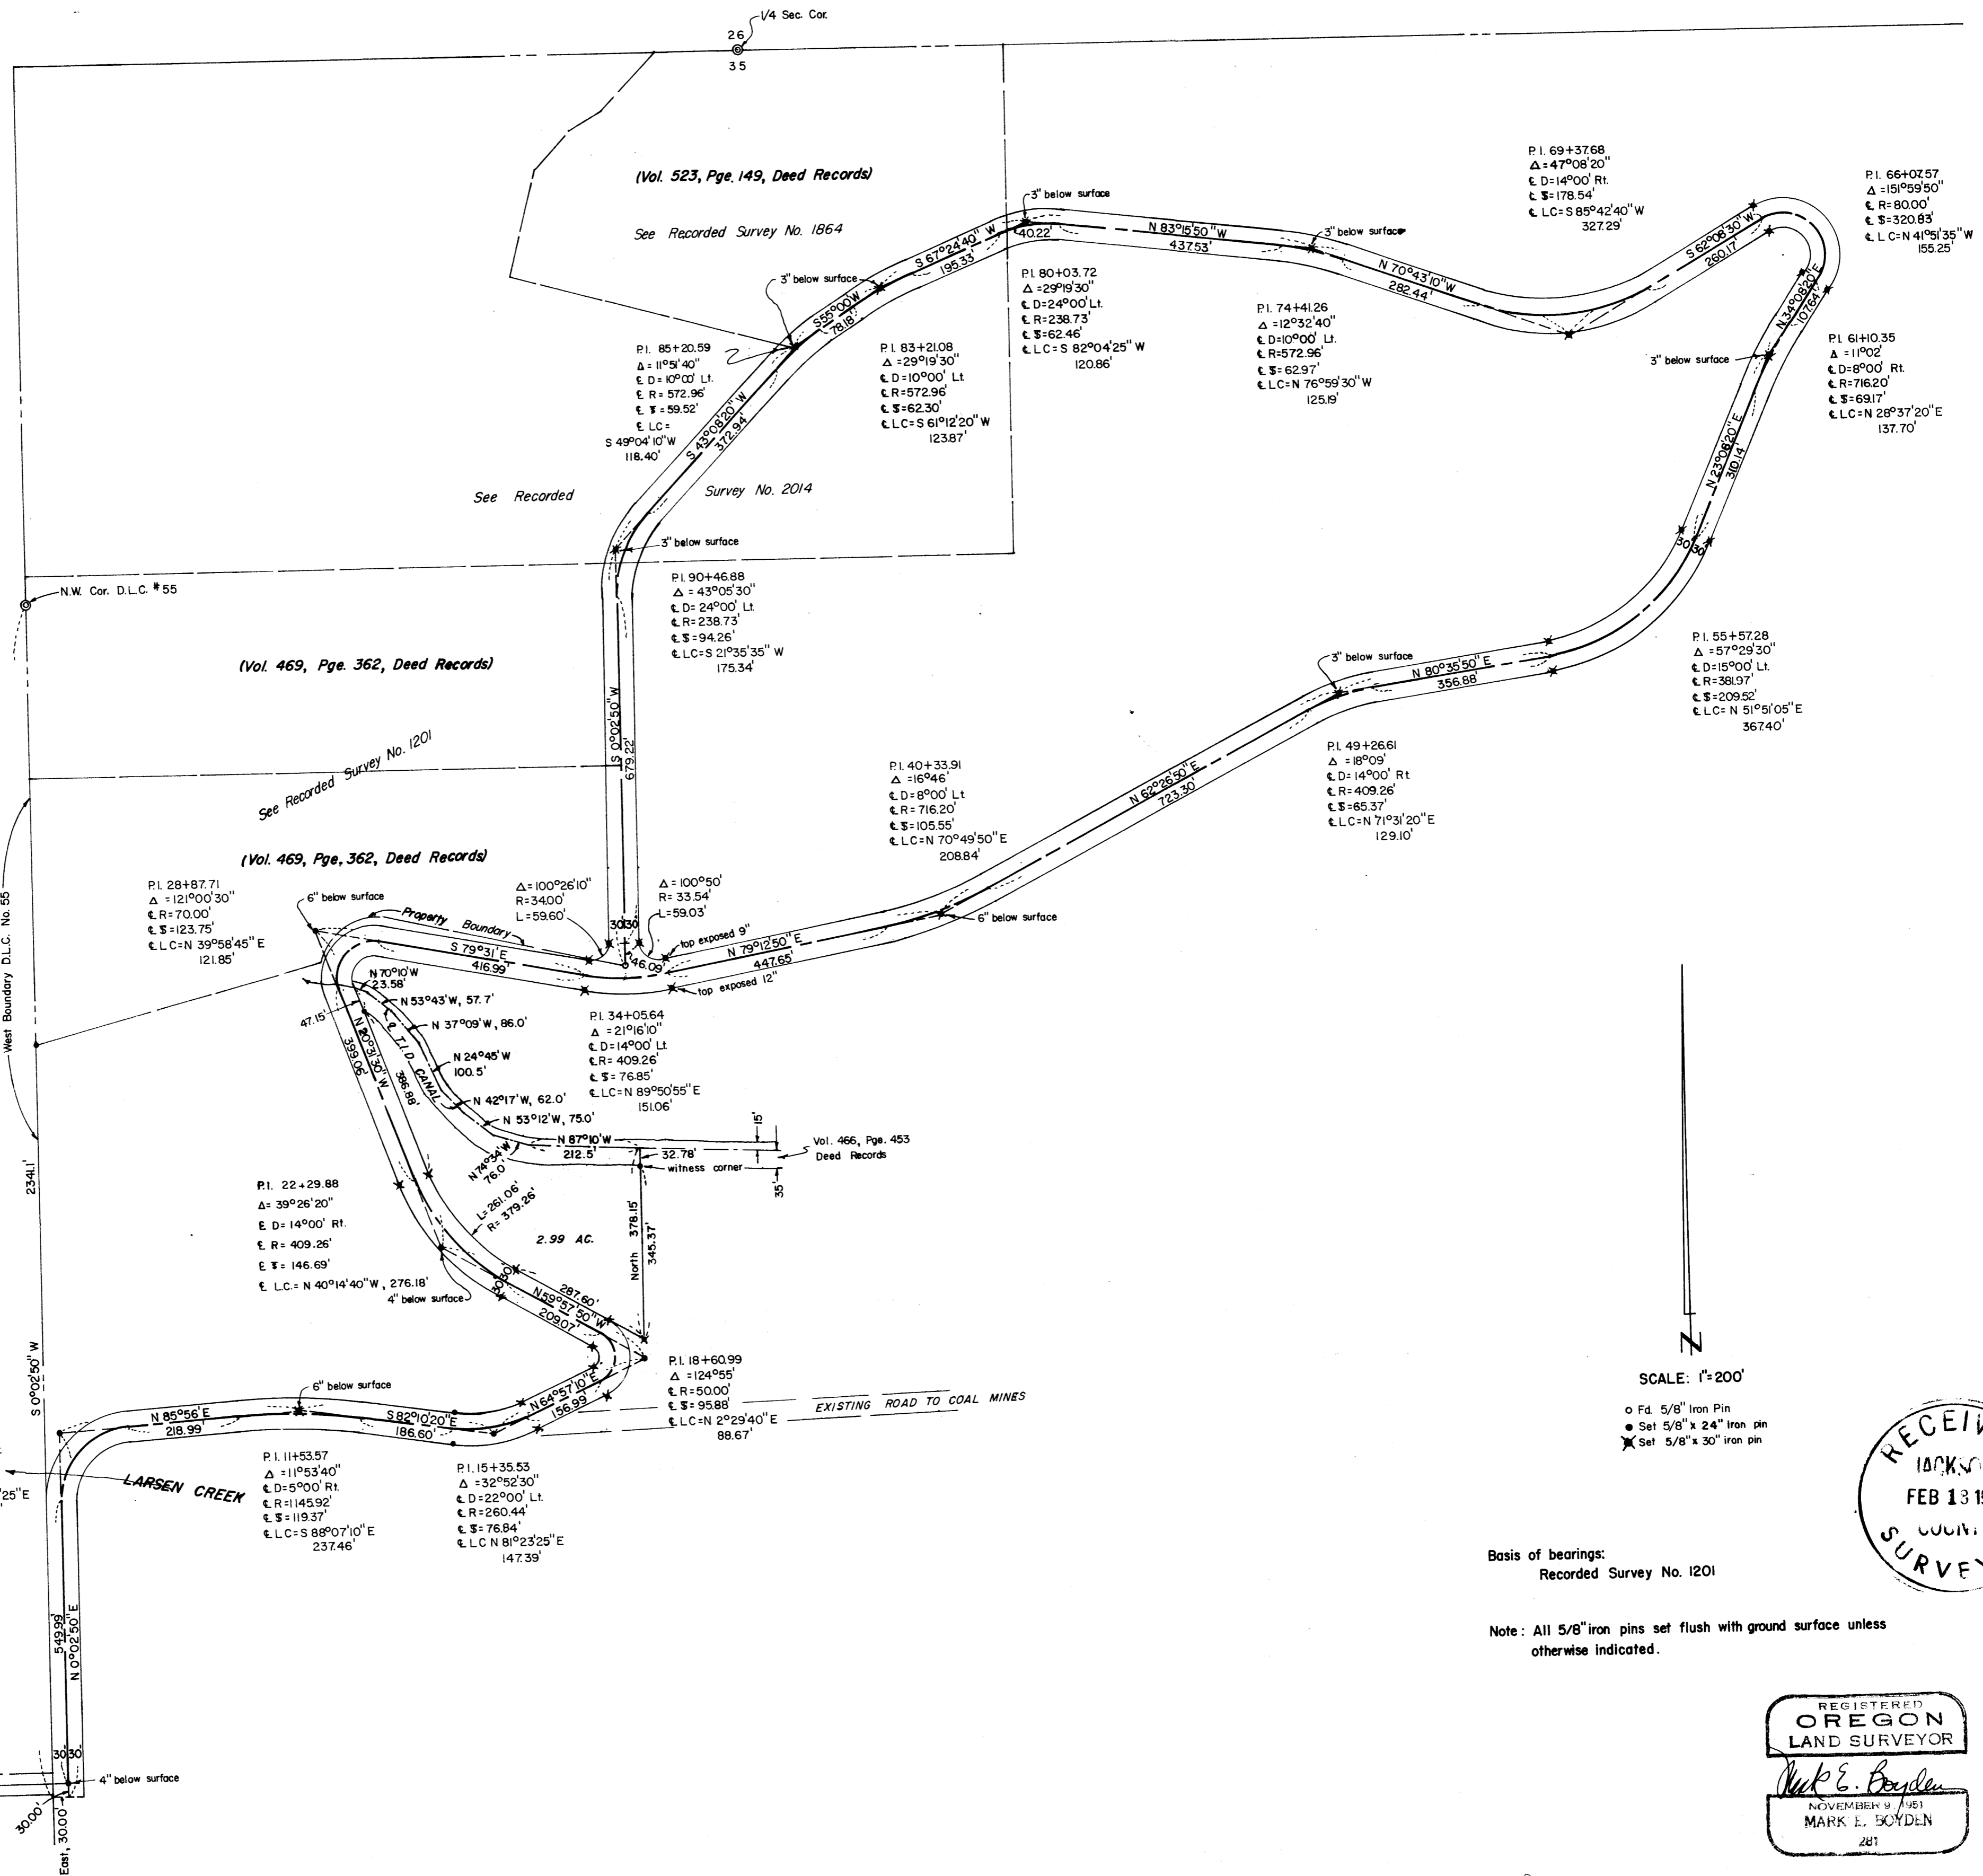 1/4 Sec. Cor.
26
35
(Vol. 523, Pge. 149, Deed Records)
See Recorded Survey No. 1864
3" below surface
S 67°24'40" W
195.33'
40.22'
N 83°15'50" W
437.53'
3" below surface
N 70°43'10" W
282.44'
P.I. 69+37.68
Δ=47°08'20"
℄ D=14°00' Rt.
℄ S=178.54'
℄ LC=S 85°42'40" W
327.29'
S 62°08'30" W
260.17'
P.I. 66+07.57
Δ=151°59'50"
℄ R=80.00'
℄ S=320.83'
℄ LC=N 41°51'35" W
155.25'
N 34°08'20" E
107.64'
3" below surface
P.I. 61+10.35
Δ=11°02'
℄ D=8°00' Rt.
℄ R=716.20'
℄ S=69.17'
℄ LC=N 28°37'20" E
137.70'
3" below surface
S55°00'W
78.18'
P.I. 80+03.72
Δ=29°19'30"
℄ D=24°00' Lt.
℄ R=238.73'
℄ S=62.46'
℄ LC=S 82°04'25" W
120.86'
P.I. 74+41.26
Δ=12°32'40"
℄ D=10°00' Lt.
℄ R=572.96'
℄ S=62.97'
℄ LC=N 76°59'30" W
125.19'
P.I. 85+20.59
Δ=11°51'40"
℄ D=10°00' Lt.
℄ R=572.96'
℄ S=59.52'
℄ LC=
S 49°04'10" W
118.40'
P.I. 83+21.08
Δ=29°19'30"
℄ D=10°00' Lt
℄ R=572.96'
℄ S=62.30'
℄ LC=S 61°12'20" W
123.87'
S 43°08'20" W
372.94'
See Recorded Survey No. 2014
3" below surface
N 23°08'20" E
310.14'
30' 30'
N.W. Cor. D.L.C. #55
P.I. 90+46.88
Δ=43°05'30"
℄ D=24°00' Lt.
℄ R=238.73'
℄ S=94.26'
℄ LC=S 21°35'35" W
175.34'
(Vol. 469, Pge. 362, Deed Records)
S 0°02'50" W
679.22'
3" below surface
N 80°35'50" E
356.88'
P.I. 55+57.28
Δ=57°29'30"
℄ D=15°00' Lt.
℄ R=381.97'
℄ S=209.52'
℄ LC=N 51°51'05" E
367.40'
See Recorded Survey No. 1201
P.I. 40+33.91
Δ=16°46'
℄ D=8°00' Lt
℄ R=716.20'
℄ S=105.55'
℄ LC=N 70°49'50" E
208.84'
N 62°26'50" E
723.30'
P.I. 49+26.61
Δ=18°09'
℄ D=14°00' Rt
℄ R=409.26'
℄ S=65.37'
℄ LC=N 71°31'20" E
129.10'
(Vol. 469, Pge, 362, Deed Records)
West Boundary D.L.C. No. 55
P.I. 28+87.71
Δ=121°00'30"
℄ R=70.00'
℄ S=123.75'
℄ LC=N 39°58'45" E
121.85'
6" below surface
Property Boundary
Δ=100°26'10"
R=34.00'
L=59.60'
Δ=100°50'
R=33.54'
L=59.03'
30'30'
S 79°31' E
416.99'
46.09'
top exposed 9"
N 79°12'50" E
447.65'
6" below surface
top exposed 12"
N 70°10' W
23.58'
N 53°43' W, 57.7'
N 37°09' W, 86.0'
47.15'
N 20°31'30" W
399.06'
386.88'
℄ T.I.D. CANAL
N 24°45' W
100.5'
N 42°17' W, 62.0'
N 53°12' W, 75.0'
P.I. 34+05.64
Δ=21°16'10"
℄ D=14°00' Lt
℄ R=409.26'
℄ S=76.85'
℄ LC=N 89°50'55" E
151.06'
N 74°34' W
76.0'
N 87°10' W
212.5'
32.78'
witness corner
15'
35'
Vol. 466, Pge. 453
Deed Records
2341.1'
P.I. 22+29.88
Δ=39°26'20"
℄ D=14°00' Rt.
℄ R=409.26'
℄ S=146.69'
℄ L.C.=N 40°14'40" W, 276.18'
4" below surface
L=261.06'
R=379.26'
2.99 AC.
North 378.15'
345.37'
30'30'
287.60'
N 59°57'50" W
209.07'
S 0°02'50" W
6" below surface
N 85°56' E
218.99'
S 82°10'20" E
186.60'
N 64°57'10" E
156.99'
P.I. 18+60.99
Δ=124°55'
℄ R=50.00'
℄ S=95.88'
℄ LC=N 2°29'40" E
88.67'
EXISTING ROAD TO COAL MINES
LARSEN CREEK
25"E
P.I. 11+53.57
Δ=11°53'40"
℄ D=5°00' Rt.
℄ R=1145.92'
℄ S=119.37'
℄ LC=S 88°07'10" E
237.46'
P.I. 15+35.53
Δ=32°52'30"
℄ D=22°00' Lt.
℄ R=260.44'
℄ S=76.84'
℄ LC N 81°23'25" E
147.39'
549.99'
N 0°02'50" E
30'30'
4" below surface
30.00'
East, 30.00'
N
SCALE: 1"=200'
Fd. 5/8" Iron Pin
Set 5/8" x 24" iron pin
Set 5/8" x 30" iron pin
RECEIV
JACKSO
FEB 13 1
COUNT
SURVEY
Basis of bearings:
Recorded Survey No. 1201
Note: All 5/8" iron pins set flush with ground surface unless
otherwise indicated.
REGISTERED
OREGON
LAND SURVEYOR
Mark E. Boyden
NOVEMBER 9, 1951
MARK E. BOYDEN
281